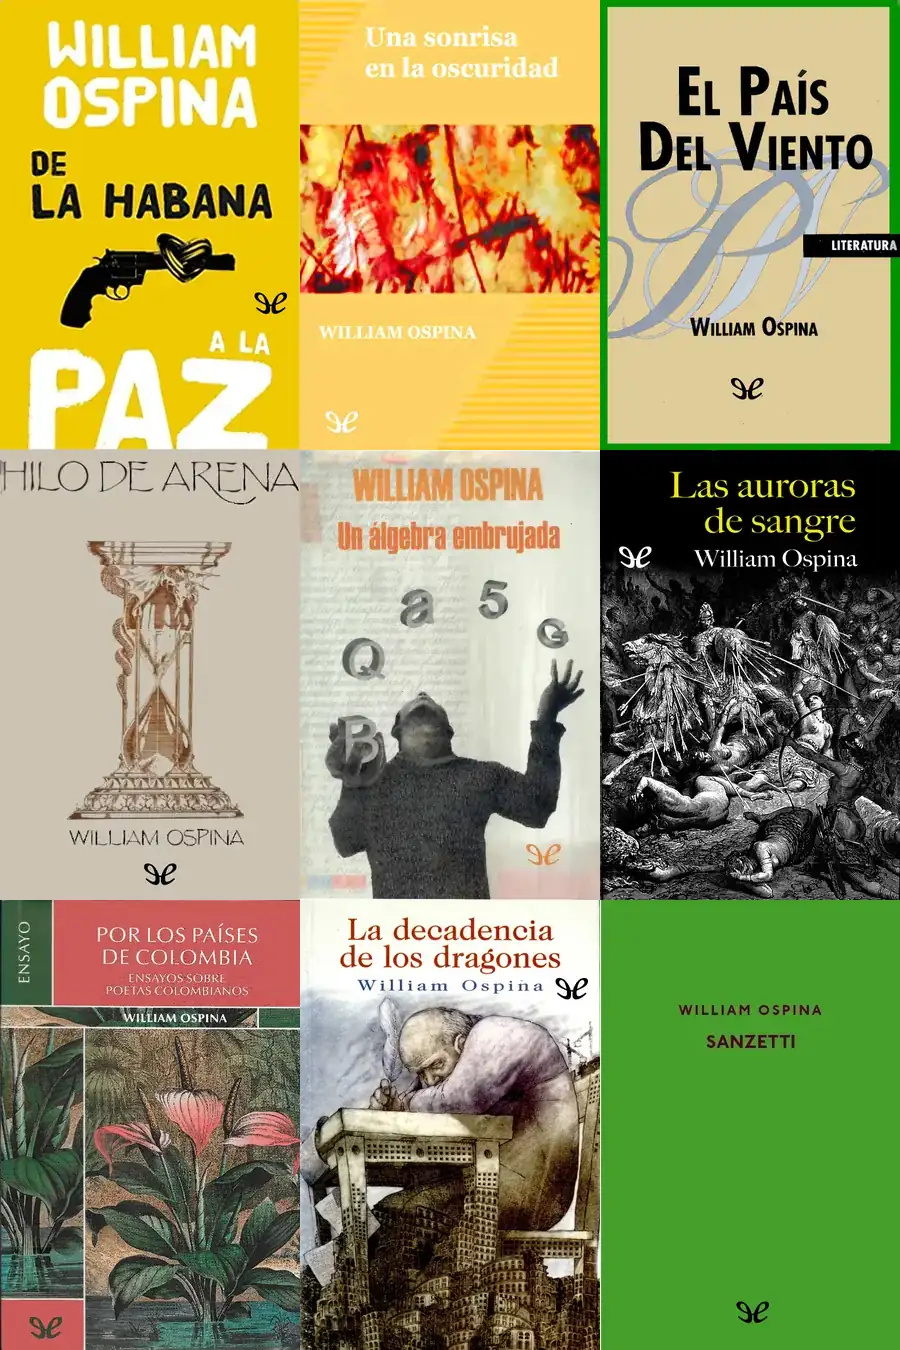 WILLIAM
OSPINA
DE
LA HABANA
A LA
PAZ
Una sonrisa
en la oscuridad
WILLIAM OSPINA
EL PAÍS
DEL VIENTO
LITERATURA
WILLIAM OSPINA
HILO DE ARENA
WILLIAM OSPINA
WILLIAM OSPINA
Un álgebra embrujada
a
5
Q
G
B
Las auroras
de sangre
William Ospina
ENSAYO
POR LOS PAÍSES
DE COLOMBIA
ENSAYOS SOBRE
POETAS COLOMBIANOS
WILLIAM OSPINA
La decadencia
de los dragones
William Ospina
WILLIAM OSPINA
SANZETTI